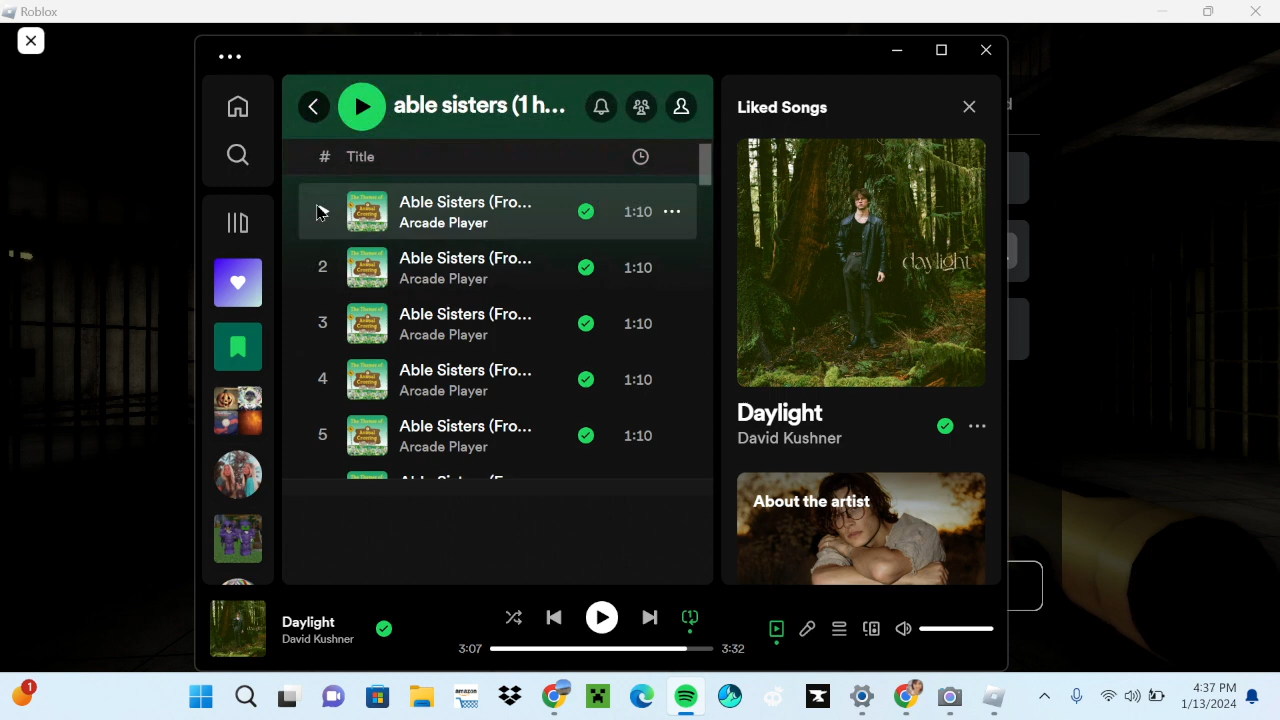 Roblox
able sisters (1 h...
Liked Songs
# Title
Able Sisters (Fro...
Arcade Player
1:10
2
Able Sisters (Fro...
Arcade Player
1:10
3
Able Sisters (Fro...
Arcade Player
1:10
4
Able Sisters (Fro...
Arcade Player
1:10
5
Able Sisters (Fro...
Arcade Player
1:10
daylight
Daylight
David Kushner
About the artist
Daylight
David Kushner
3:07
3:32
1
amazon
4:37 PM
1/13/2024